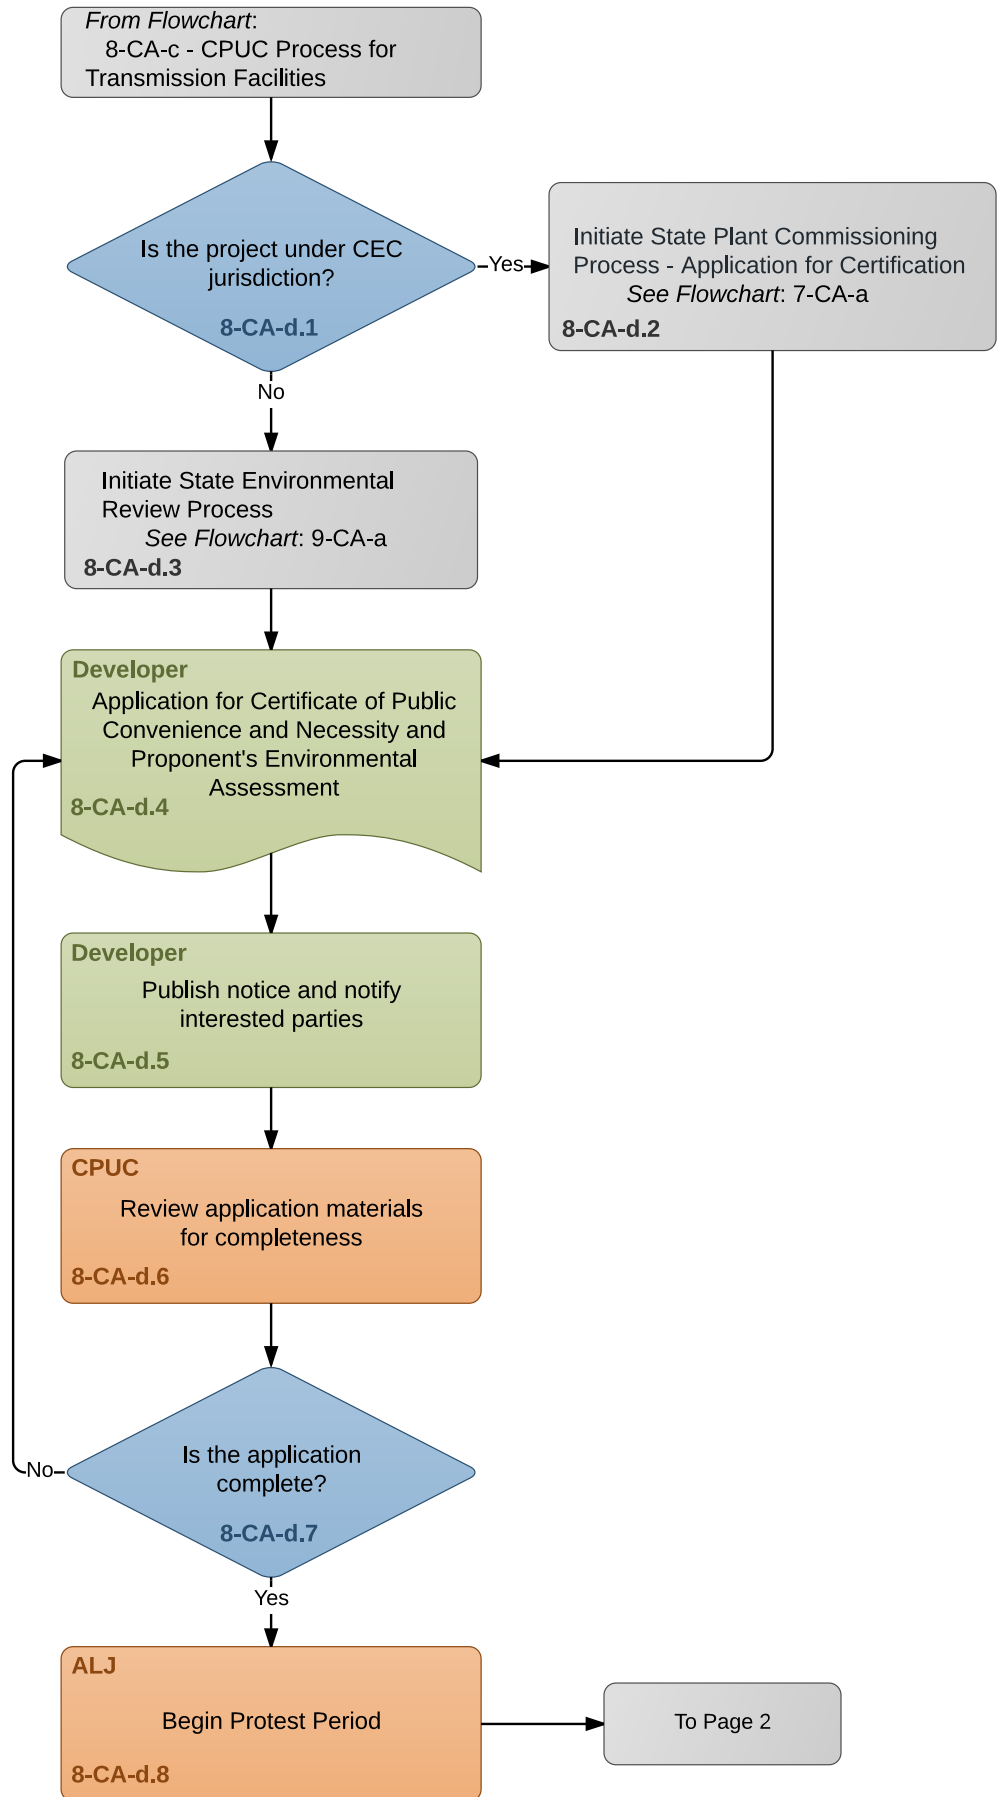 From Flowchart:
8-CA-c - CPUC Process for
Transmission Facilities
Is the project under CEC
jurisdiction?
8-CA-d.1
Yes
Initiate State Plant Commissioning
Process - Application for Certification
See Flowchart: 7-CA-a
8-CA-d.2
No
Initiate State Environmental
Review Process
See Flowchart: 9-CA-a
8-CA-d.3
Developer
Application for Certificate of Public
Convenience and Necessity and
Proponent's Environmental
Assessment
8-CA-d.4
Developer
Publish notice and notify
interested parties
8-CA-d.5
CPUC
Review application materials
for completeness
8-CA-d.6
Is the application
complete?
8-CA-d.7
No
Yes
ALJ
Begin Protest Period
8-CA-d.8
To Page 2